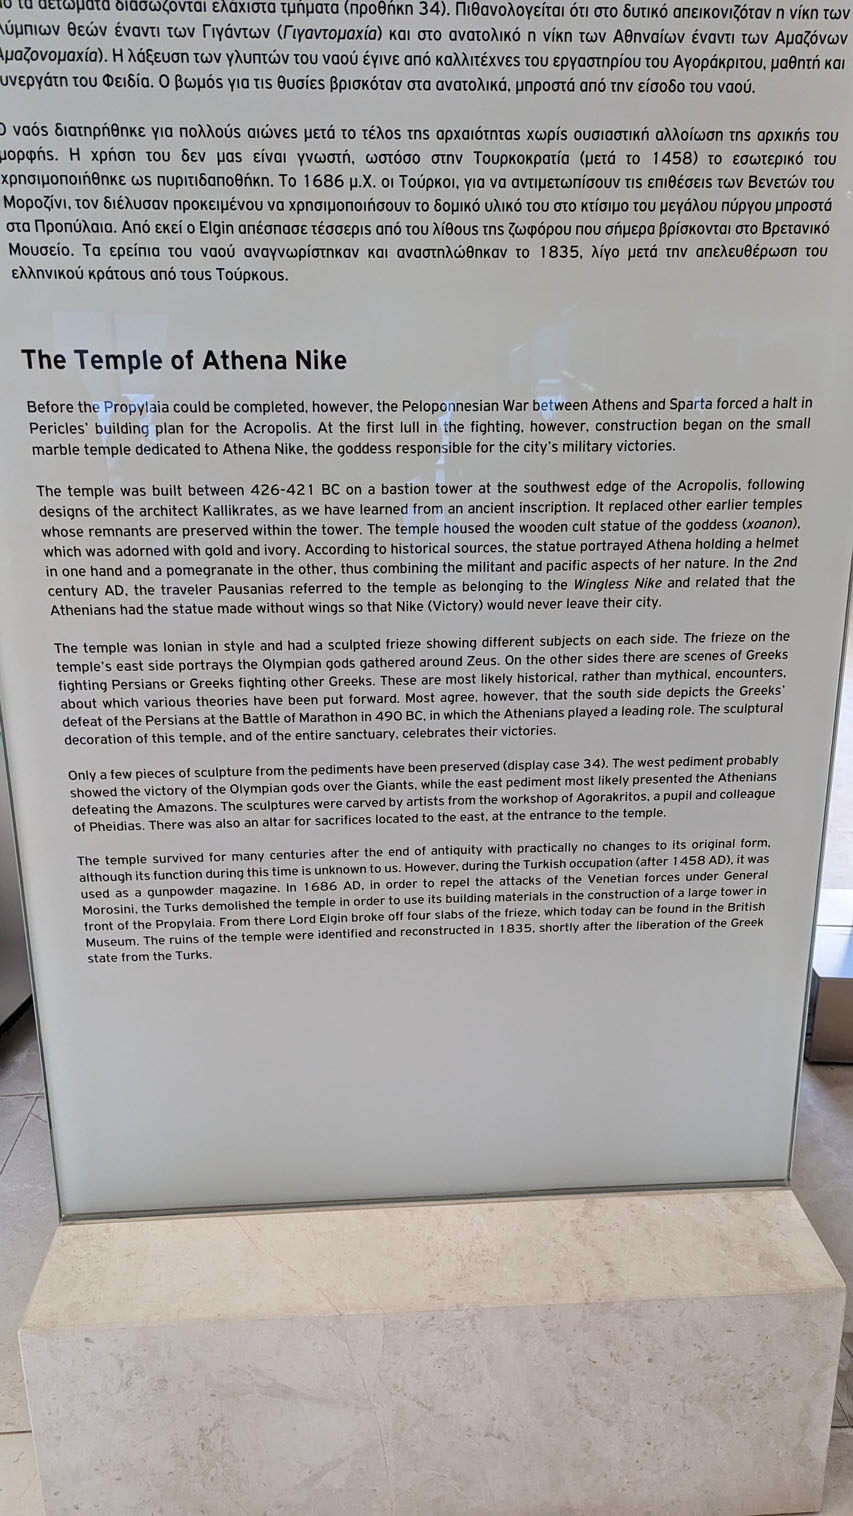 τα αετώματα διασώζονται ελάχιστα τμήματα (προθήκη 34). Πιθανολογείται ότι στο δυτικό απεικονιζόταν η νίκη των
λύμπιων θεών έναντι των Γιγάντων (Γιγαντομαχία) και στο ανατολικό η νίκη των Αθηναίων έναντι των Αμαζόνων
Αμαζονομαχία). Η λάξευση των γλυπτών του ναού έγινε από καλλιτέχνες του εργαστηρίου του Αγοράκριτου, μαθητή και
υνεργάτη του Φειδία. Ο βωμός για τις θυσίες βρισκόταν στα ανατολικά, μπροστά από την είσοδο του ναού.
Ο ναός διατηρήθηκε για πολλούς αιώνες μετά το τέλος της αρχαιότητας χωρίς ουσιαστική αλλοίωση της αρχικής του
μορφής. Η χρήση του δεν μας είναι γνωστή, ωστόσο στην Τουρκοκρατία (μετά το 1458) το εσωτερικό του
χρησιμοποιήθηκε ως πυριτιδαποθήκη. Το 1686 μ.Χ. οι Τούρκοι, για να αντιμετωπίσουν τις επιθέσεις των Βενετών του
Μοροζίνι, τον διέλυσαν προκειμένου να χρησιμοποιήσουν το δομικό υλικό του στο κτίσιμο του μεγάλου πύργου μπροστά
στα Προπύλαια. Από εκεί ο Elgin απέσπασε τέσσερις από του λίθους της ζωφόρου που σήμερα βρίσκονται στο Βρετανικό
Μουσείο. Τα ερείπια του ναού αναγνωρίστηκαν και αναστηλώθηκαν το 1835, λίγο μετά την απελευθέρωση του
ελληνικού κράτους από τους Τούρκους.
The Temple of Athena Nike
Before the Propylaia could be completed, however, the Peloponnesian War between Athens and Sparta forced a halt in
Pericles' building plan for the Acropolis. At the first lull in the fighting, however, construction began on the small
marble temple dedicated to Athena Nike, the goddess responsible for the city's military victories.
The temple was built between 426-421 BC on a bastion tower at the southwest edge of the Acropolis, following
designs of the architect Kallikrates, as we have learned from an ancient inscription. It replaced other earlier temples
whose remnants are preserved within the tower. The temple housed the wooden cult statue of the goddess (xoanon),
which was adorned with gold and ivory. According to historical sources, the statue portrayed Athena holding a helmet
in one hand and a pomegranate in the other, thus combining the militant and pacific aspects of her nature. In the 2nd
century AD, the traveler Pausanias referred to the temple as belonging to the Wingless Nike and related that the
Athenians had the statue made without wings so that Nike (Victory) would never leave their city.
The temple was Ionian in style and had a sculpted frieze showing different subjects on each side. The frieze on the
temple's east side portrays the Olympian gods gathered around Zeus. On the other sides there are scenes of Greeks
fighting Persians or Greeks fighting other Greeks. These are most likely historical, rather than mythical, encounters,
about which various theories have been put forward. Most agree, however, that the south side depicts the Greeks'
defeat of the Persians at the Battle of Marathon in 490 BC, in which the Athenians played a leading role. The sculptural
decoration of this temple, and of the entire sanctuary, celebrates their victories.
Only a few pieces of sculpture from the pediments have been preserved (display case 34). The west pediment probably
showed the victory of the Olympian gods over the Giants, while the east pediment most likely presented the Athenians
defeating the Amazons. The sculptures were carved by artists from the workshop of Agorakritos, a pupil and colleague
of Pheidias. There was also an altar for sacrifices located to the east, at the entrance to the temple.
The temple survived for many centuries after the end of antiquity with practically no changes to its original form,
although its function during this time is unknown to us. However, during the Turkish occupation (after 1458 AD), it was
used as a gunpowder magazine. In 1686 AD, in order to repel the attacks of the Venetian forces under General
Morosini, the Turks demolished the temple in order to use its building materials in the construction of a large tower in
front of the Propylaia. From there Lord Elgin broke off four slabs of the frieze, which today can be found in the British
Museum. The ruins of the temple were identified and reconstructed in 1835, shortly after the liberation of the Greek
state from the Turks.